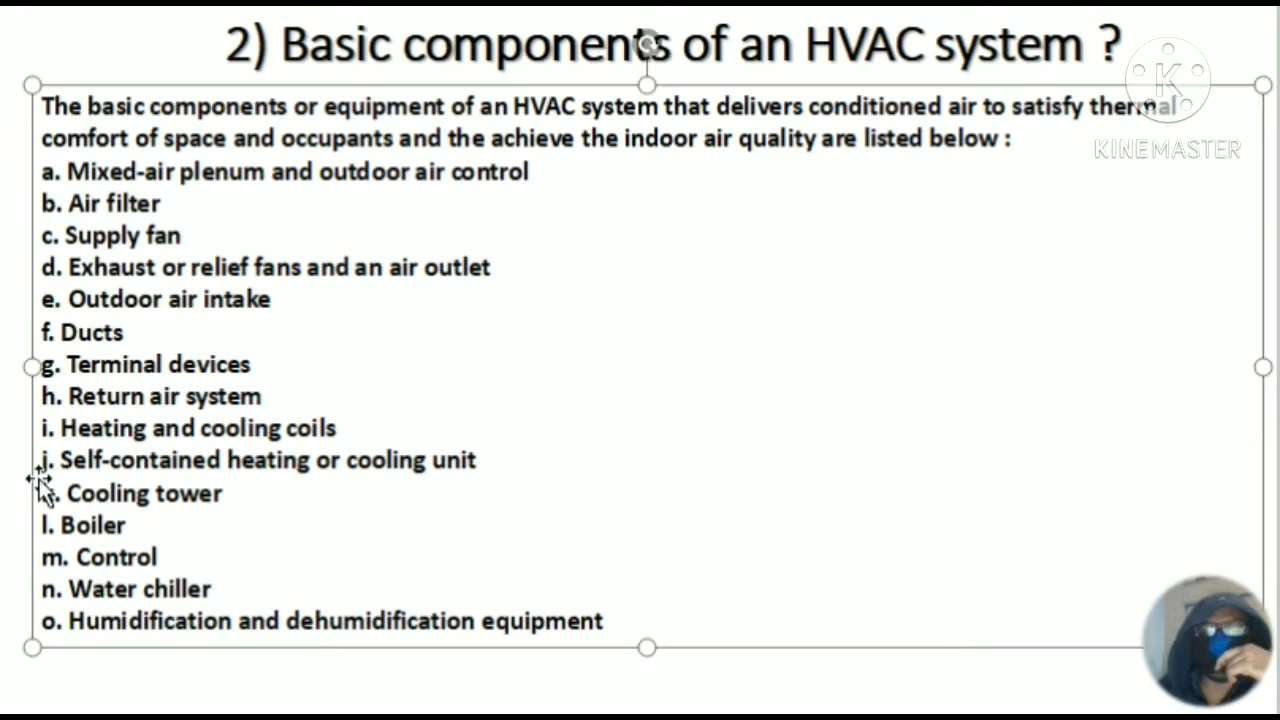 2) Basic components of an HVAC system ?
The basic components or equipment of an HVAC system that delivers conditioned air to satisfy thermal
comfort of space and occupants and the achieve the indoor air quality are listed below :
a. Mixed-air plenum and outdoor air control
b. Air filter
c. Supply fan
d. Exhaust or relief fans and an air outlet
e. Outdoor air intake
f. Ducts
g. Terminal devices
h. Return air system
i. Heating and cooling coils
j. Self-contained heating or cooling unit
. Cooling tower
l. Boiler
m. Control
n. Water chiller
o. Humidification and dehumidification equipment
K
KINEMASTER